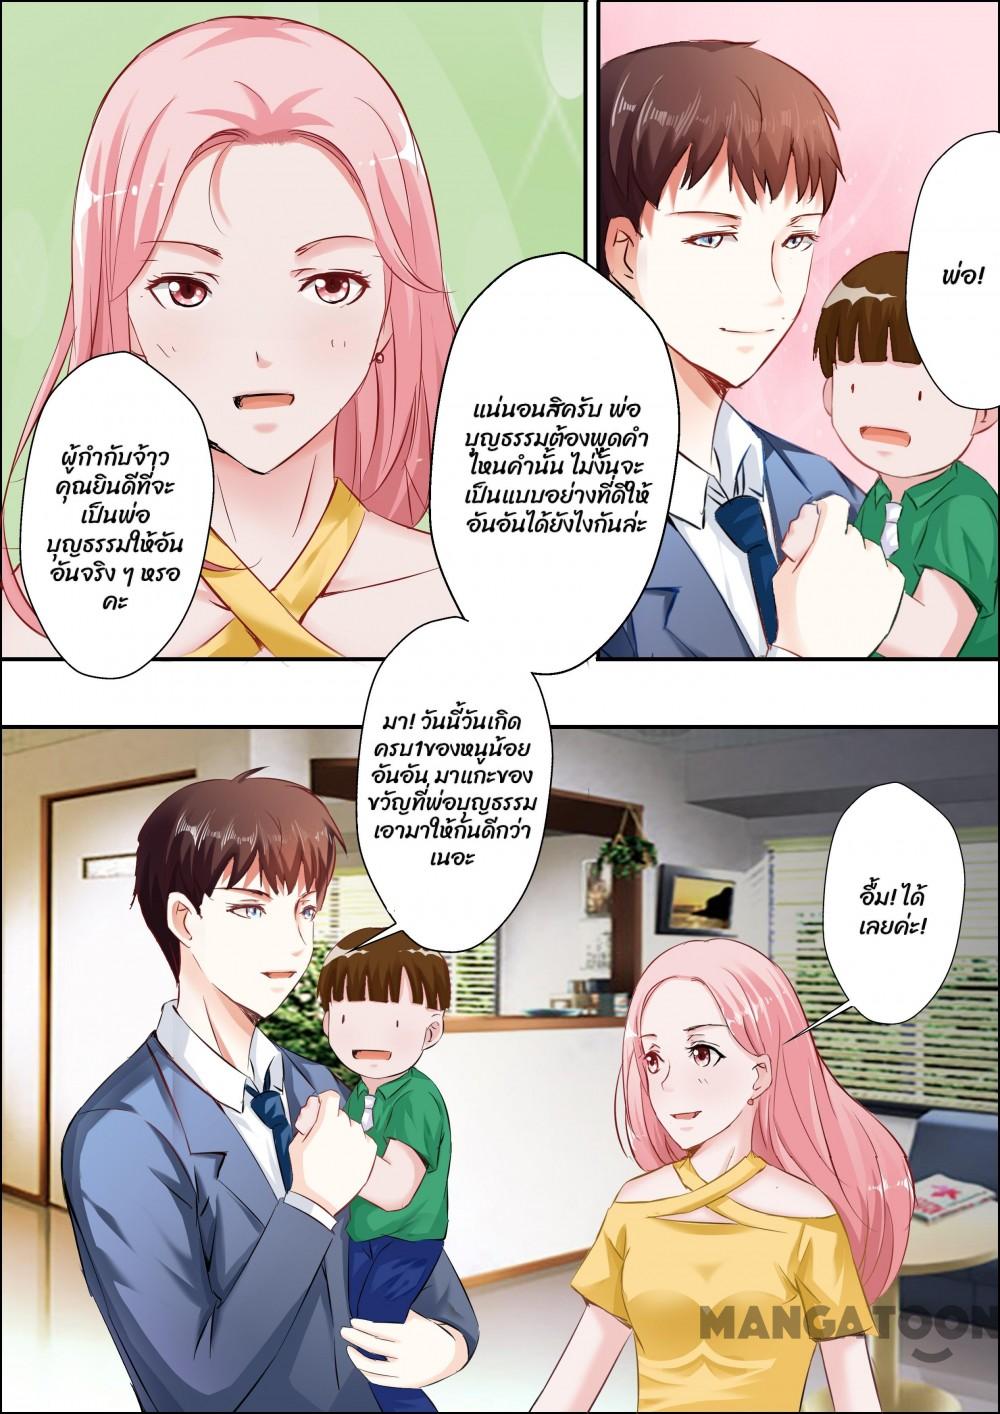 ผู้กำกับจ้าว
คุณยินดีที่จะ
เป็นพ่อ
บุญธรรมให้อัน
อันจริง ๆ หรอ
คะ
แน่นอนสิครับ พ่อ
บุญธรรมต้องพูดคำ
ไหนคำนั้น ไม่งั้นจะ
เป็นแบบอย่างที่ดีให้
อันอันได้ยังไงกันล่ะ
พ่อ!
มา! วันนี้วันเกิด
ครบ1ของหนูน้อย
อันอัน มาแกะของ
ขวัญที่พ่อบุญธรรม
เอามาให้กันดีกว่า
เนอะ
อื้ม! ได้
เลยค่ะ!
MANGATOON